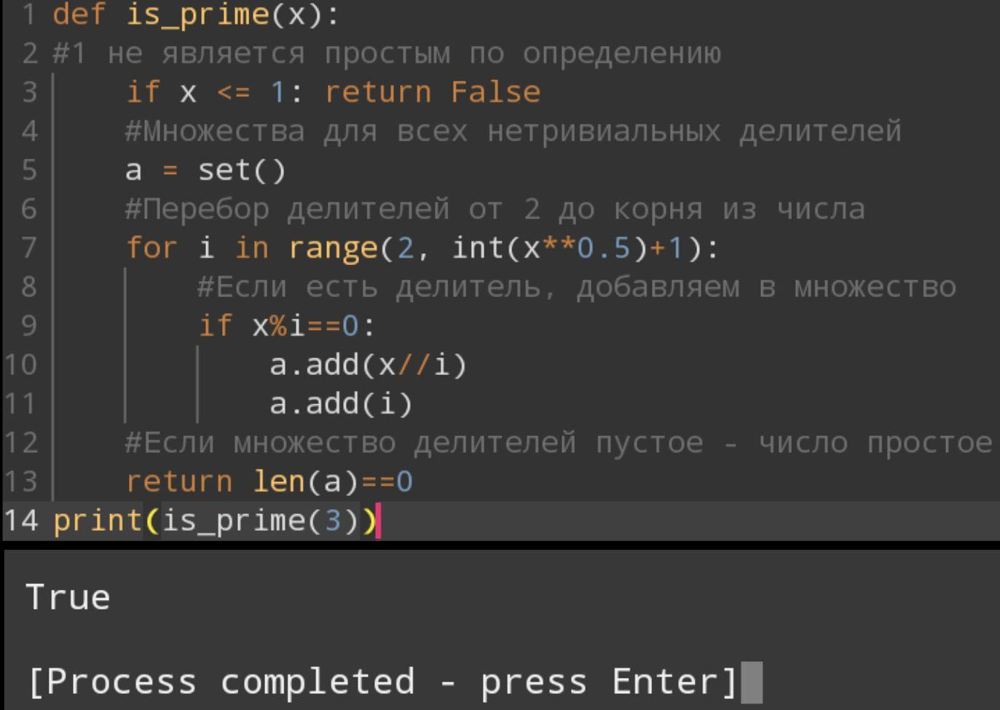 1 def is_prime(x):
2 #1 не является простым по определению
3     if x <= 1: return False
4     #Множества для всех нетривиальных делителей
5     a = set()
6     #Перебор делителей от 2 до корня из числа
7     for i in range(2, int(x**0.5)+1):
8         #Если есть делитель, добавляем в множество
9         if x%i==0:
10             a.add(x//i)
11             a.add(i)
12     #Если множество делителей пустое - число простое
13     return len(a)==0
14 print(is_prime(3))
True
[Process completed - press Enter]